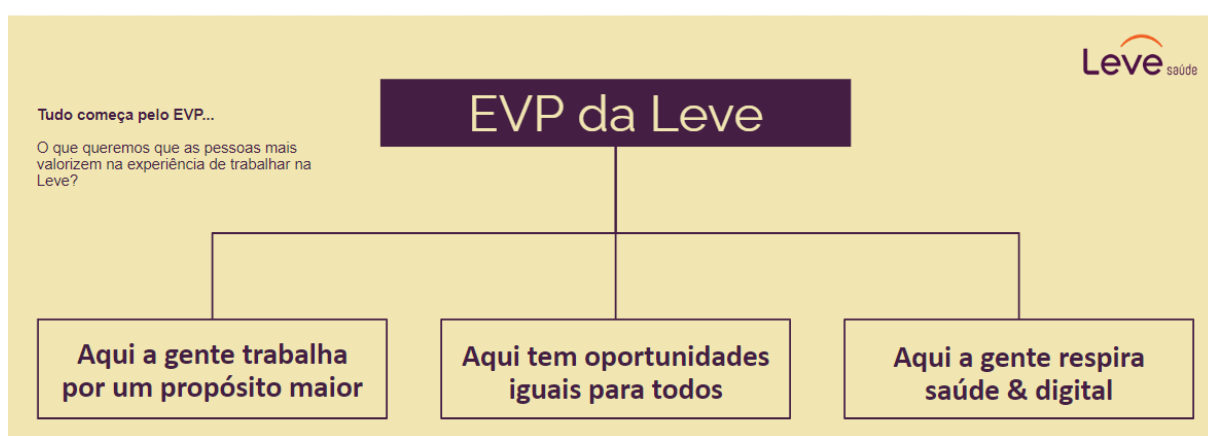 Leve saúde
EVP da Leve
Tudo começa pelo EVP...
O que queremos que as pessoas mais
valorizem na experiência de trabalhar na
Leve?
Aqui a gente trabalha
por um propósito maior
Aqui tem oportunidades
iguais para todos
Aqui a gente respira
saúde & digital